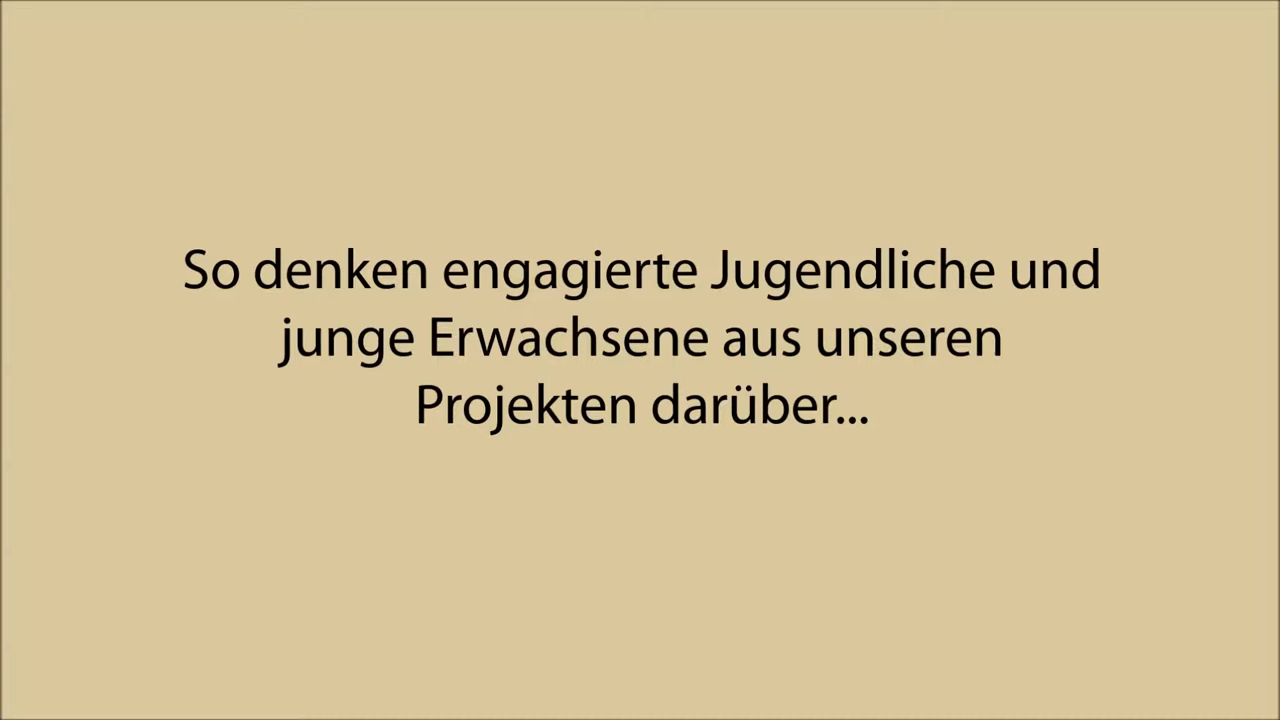 So denken engagierte Jugendliche und
junge Erwachsene aus unseren
Projekten darüber...